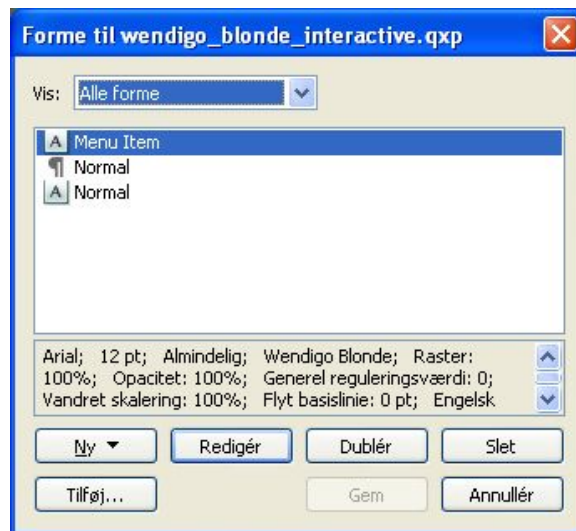 Forme til wendigo_blonde_interactive.qxp
Vis: Alle forme
A Menu Item
¶ Normal
A Normal
Arial; 12 pt; Almindelig; Wendigo Blonde; Raster:
100%; Opacitet: 100%; Generel reguleringsværdi: 0;
Vandret skalering: 100%; Flyt basislinie: 0 pt; Engelsk
Ny Redigér Dublér Slet
Tilføj... Gem Annullér